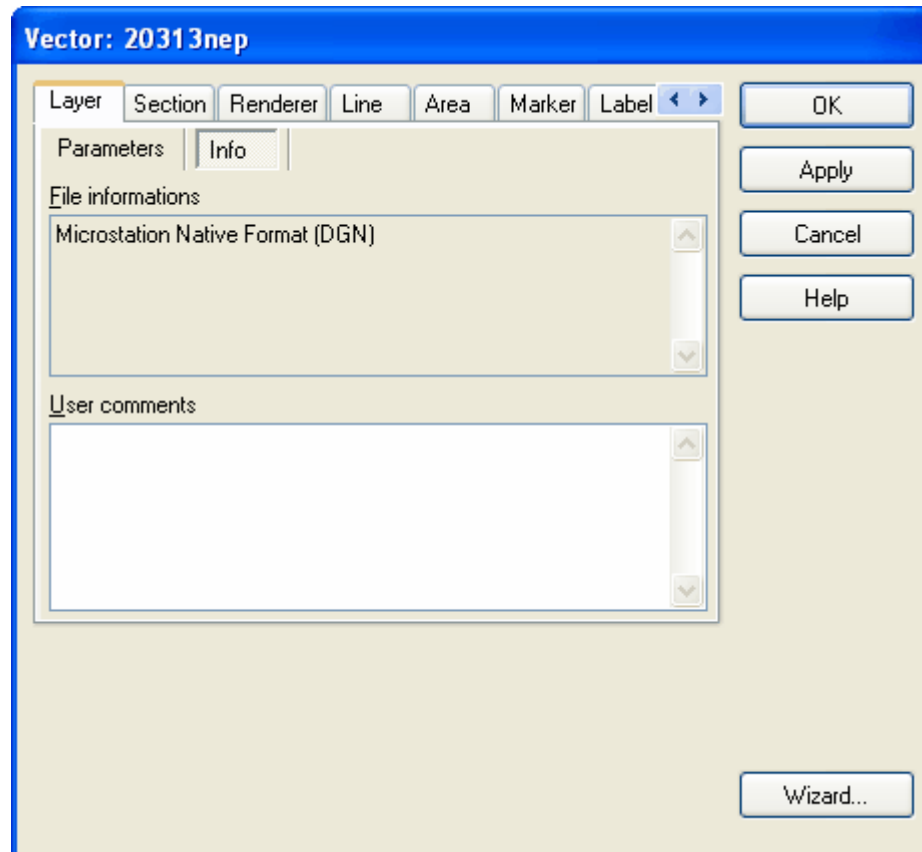 Vector: 20313nep
Layer Section Renderer Line Area Marker Label
Parameters Info
File informations
Microstation Native Format (DGN)
User comments
OK
Apply
Cancel
Help
Wizard...